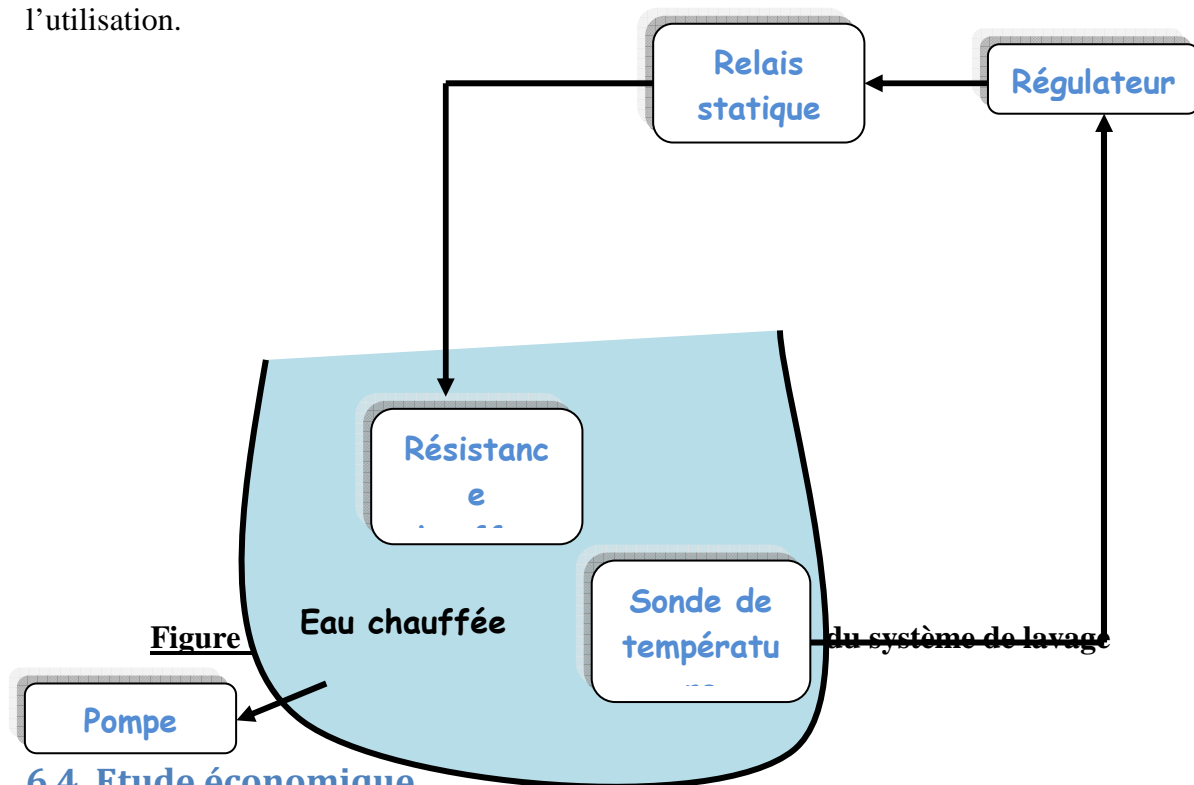 l’utilisation.
Relais
statique
Régulateur
Résistanc
e
Eau chauffée
Sonde de
températu
Figure
du système de lavage
Pompe
6.4. Etude économique